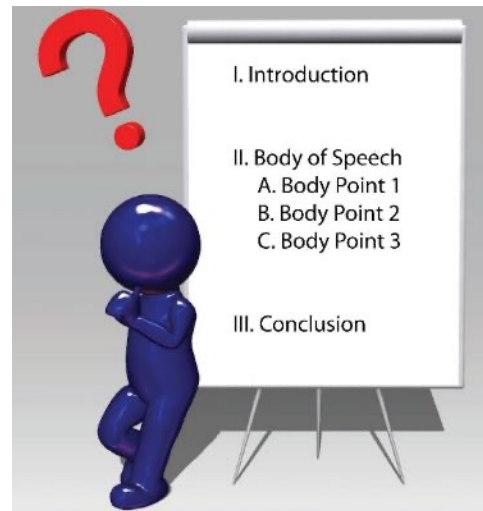 ?
I. Introduction
II. Body of Speech
A. Body Point 1
B. Body Point 2
C. Body Point 3
III. Conclusion